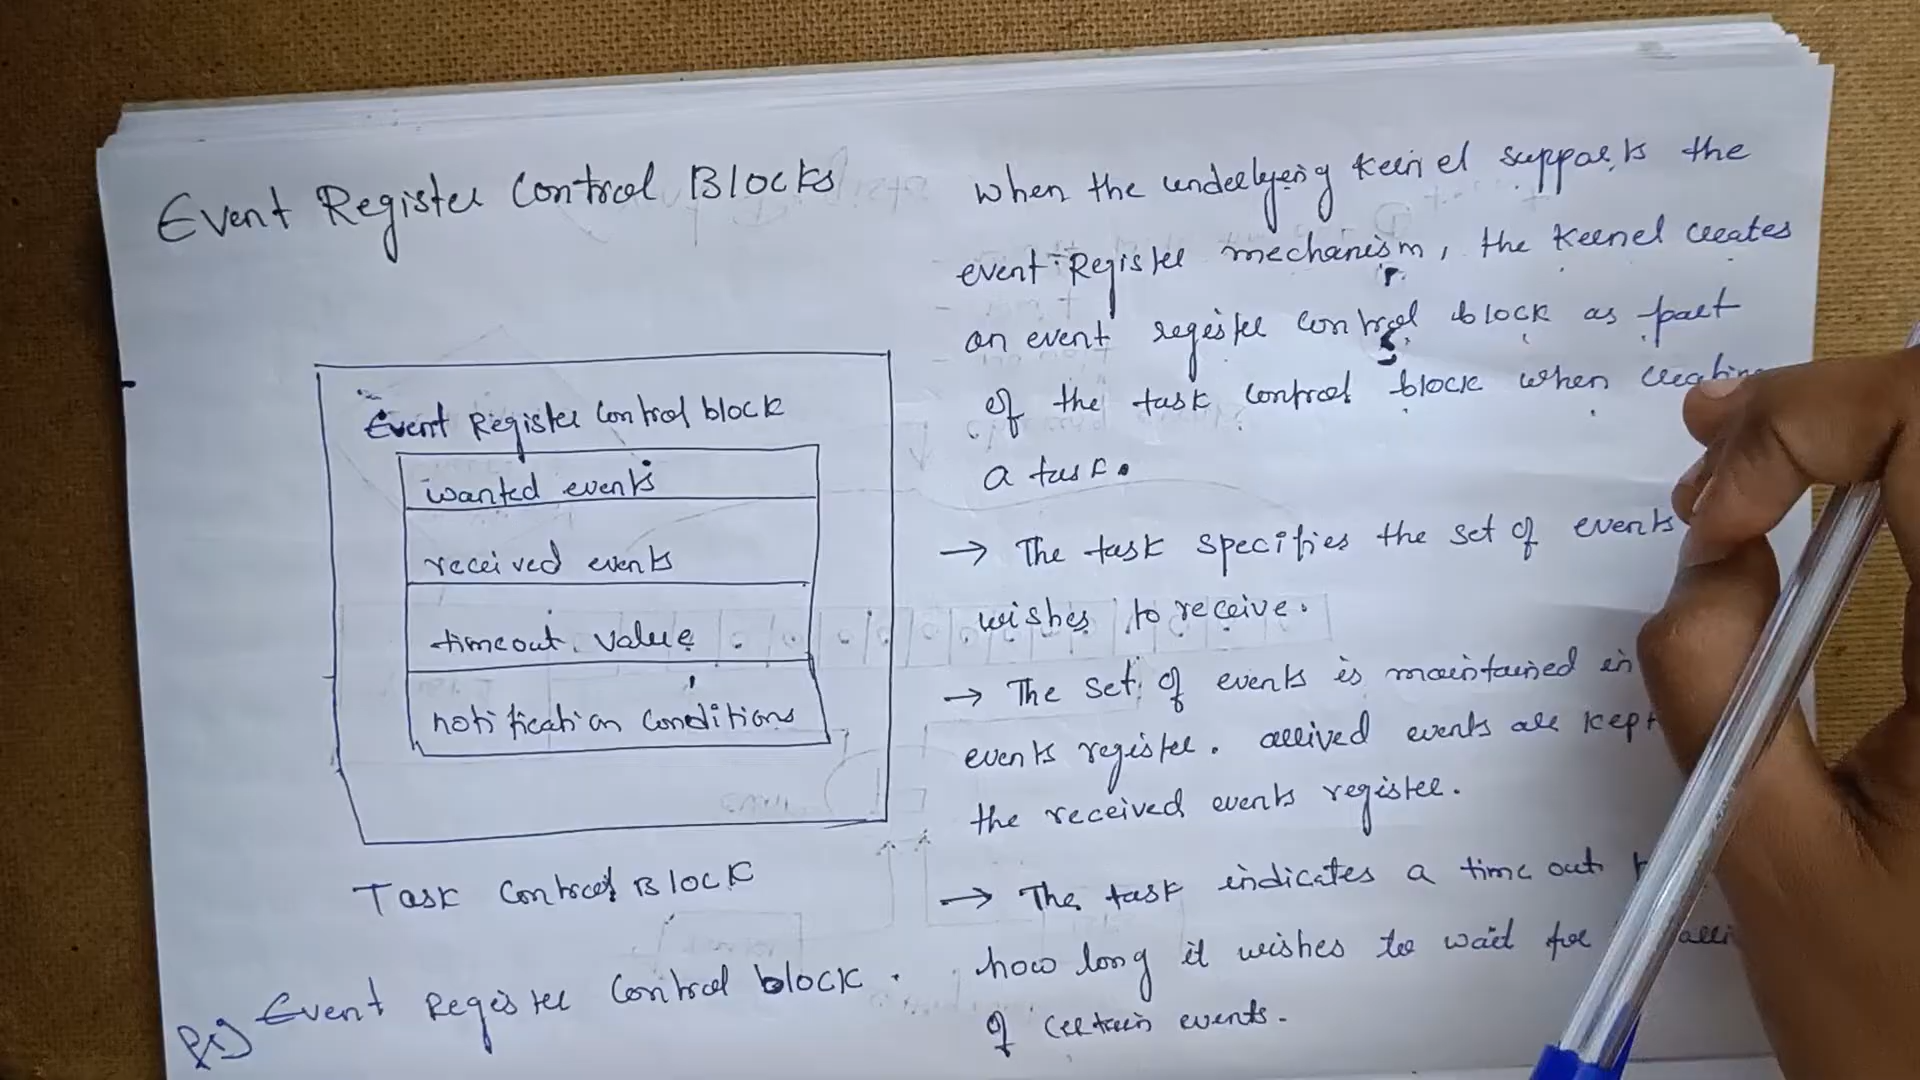 Event Register Control Blocks
Event Register Control block
wanted events
received events
timeout value
notification conditions
Task Control Block
Fig) Event Register Control block.
when the underlying kernel supports the
event Register mechanism, the kernel creates
an event register control block as part
of the task control block when creating
a task.
→ The task specifies the set of events
wishes to receive.
→ The set of events is maintained in
events register. arrived events are kept
the received events register.
→ The task indicates a time out
how long it wishes to wait for
of certain events.